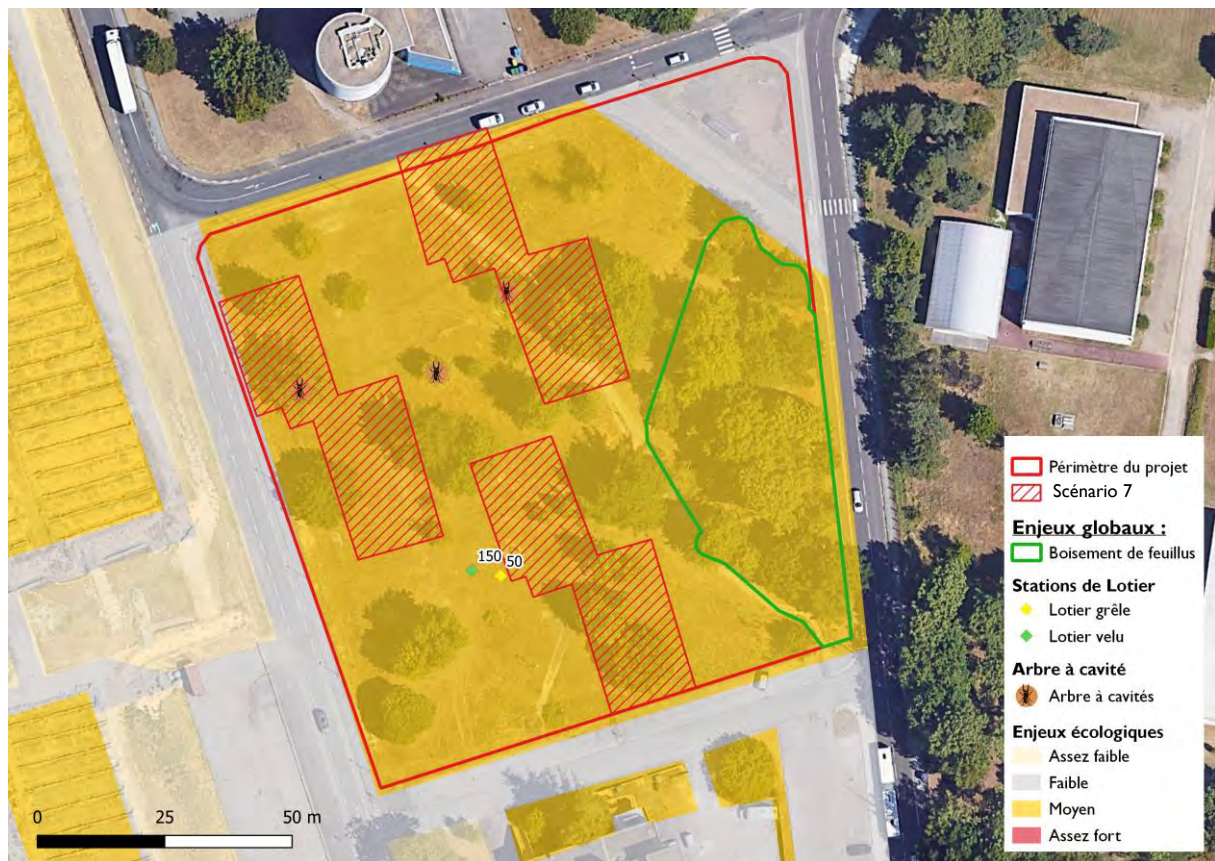 150
50
Périmètre du projet
Scénario 7
Enjeux globaux :
Boisement de feuillus
Stations de Lotier
Lotier grêle
Lotier velu
Arbre à cavité
Arbre à cavités
Enjeux écologiques
Assez faible
Faible
Moyen
Assez fort
0 25 50 m